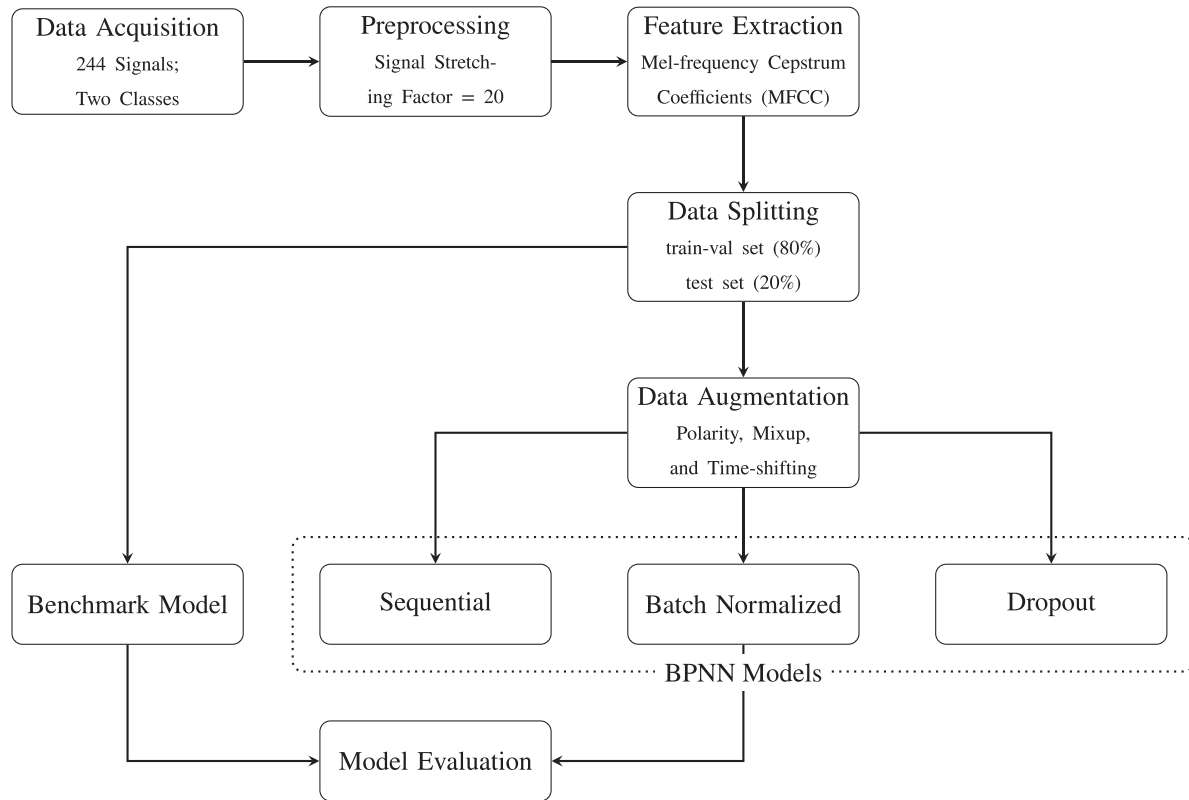 Data Acquisition
244 Signals;
Two Classes
Preprocessing
Signal Stretch-
ing Factor = 20
Feature Extraction
Mel-frequency Cepstrum
Coefficients (MFCC)
Data Splitting
train-val set (80%)
test set (20%)
Data Augmentation
Polarity, Mixup,
and Time-shifting
Benchmark Model
Sequential
Batch Normalized
Dropout
BPNN Models
Model Evaluation